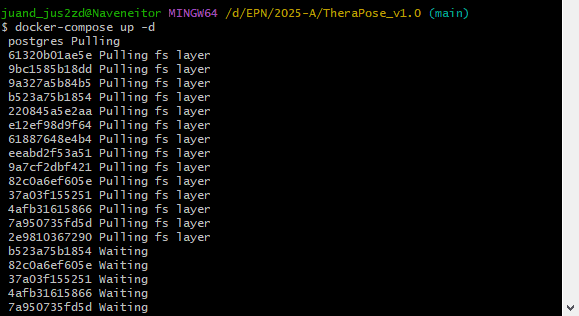 juand_jus2zd@Naveneitor MINGW64 /d/EPN/2025-A/TheraPose_v1.0 (main)
$ docker-compose up -d
postgres Pulling
61320b01ae5e Pulling fs layer
9bc1585b18dd Pulling fs layer
9a327a5b84b5 Pulling fs layer
b523a75b1854 Pulling fs layer
220845a5e2aa Pulling fs layer
e12ef98d9f64 Pulling fs layer
61887648e4b4 Pulling fs layer
eeabd2f53a51 Pulling fs layer
9a7cf2dbf421 Pulling fs layer
82c0a6ef605e Pulling fs layer
37a03f155251 Pulling fs layer
4afb31615866 Pulling fs layer
7a950735fd5d Pulling fs layer
2e9810367290 Pulling fs layer
b523a75b1854 Waiting
82c0a6ef605e Waiting
37a03f155251 Waiting
4afb31615866 Waiting
7a950735fd5d Waiting